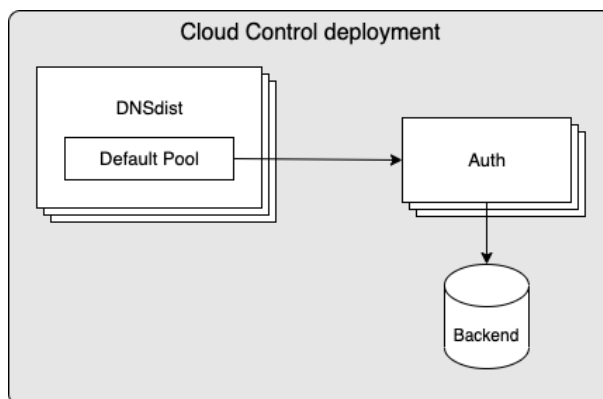 Cloud Control deployment
DNSdist
Default Pool
Auth
Backend